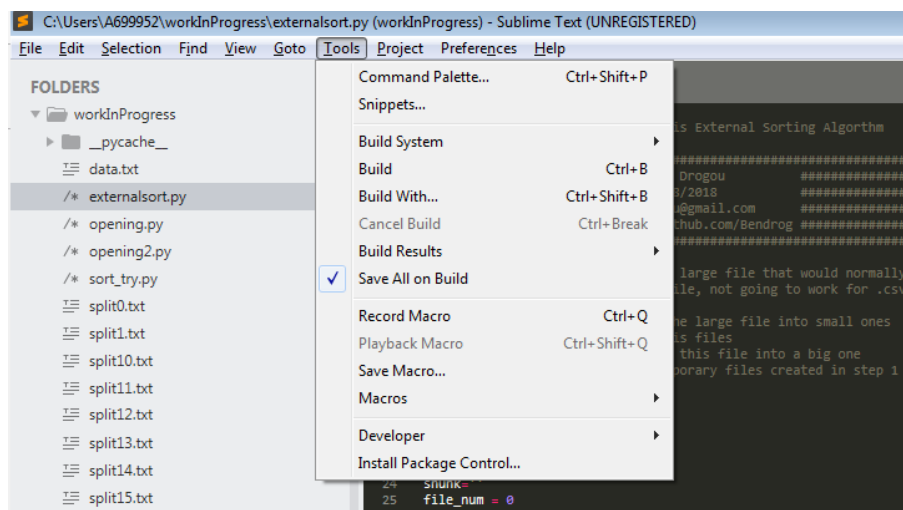 C:\Users\A699952\workInProgress\externalsort.py (workInProgress) - Sublime Text (UNREGISTERED)
File Edit Selection Find View Goto Tools Project Preferences Help
FOLDERS
workInProgress
__pycache__
data.txt
/* externalsort.py
/* opening.py
/* opening2.py
/* sort_try.py
split0.txt
split1.txt
split10.txt
split11.txt
split12.txt
split13.txt
split14.txt
split15.txt
Command Palette... Ctrl+Shift+P
Snippets...
Build System
Build Ctrl+B
Build With... Ctrl+Shift+B
Cancel Build Ctrl+Break
Build Results
Save All on Build
Record Macro Ctrl+Q
Playback Macro Ctrl+Shift+Q
Save Macro...
Macros
Developer
Install Package Control...
is External Sorting Algorthm
################################
Drogou ##############
/2018 ##############
@gmail.com ##############
thub.com/Bendrog ##############
################################
large file that would normally
ile, not going to work for .csv
he large file into small ones
is files
this file into a big one
porary files created in step 1
24
25 file_num = 0